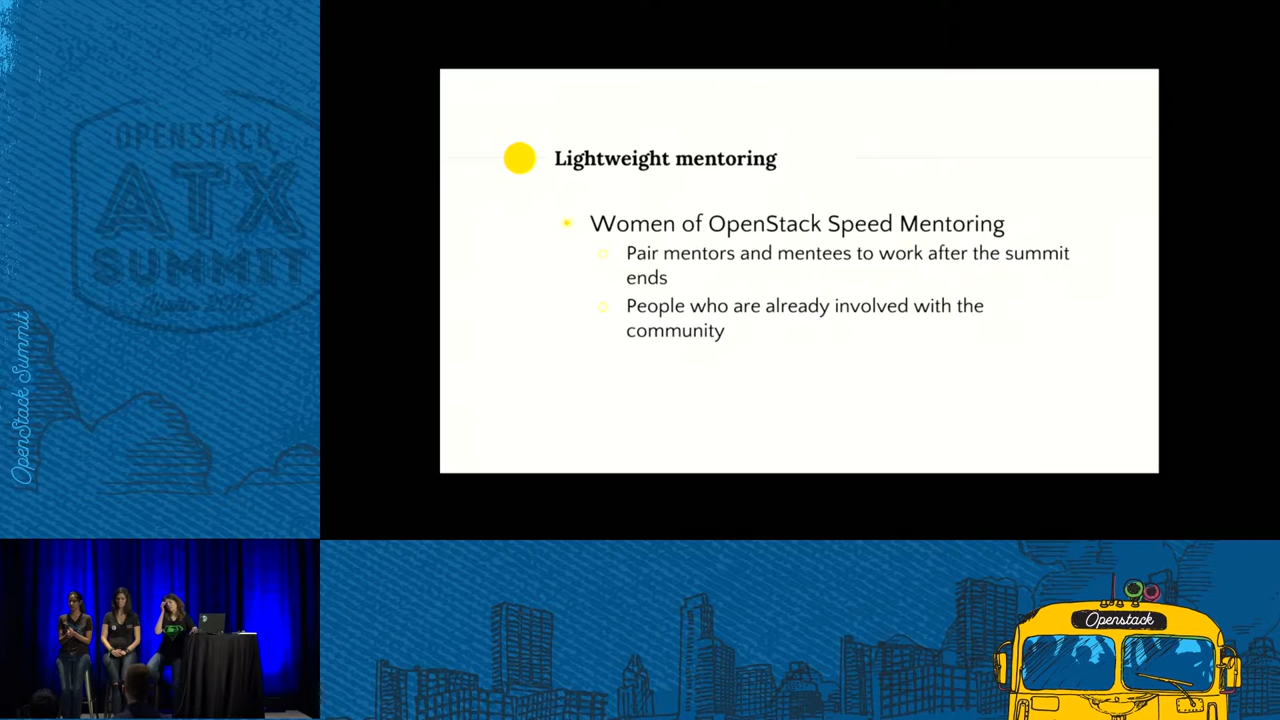 OPENSTACK
ATX
SUMMIT
OpenStack Summit
Lightweight mentoring
Women of OpenStack Speed Mentoring
Pair mentors and mentees to work after the summit
ends
People who are already involved with the
community
Openstack